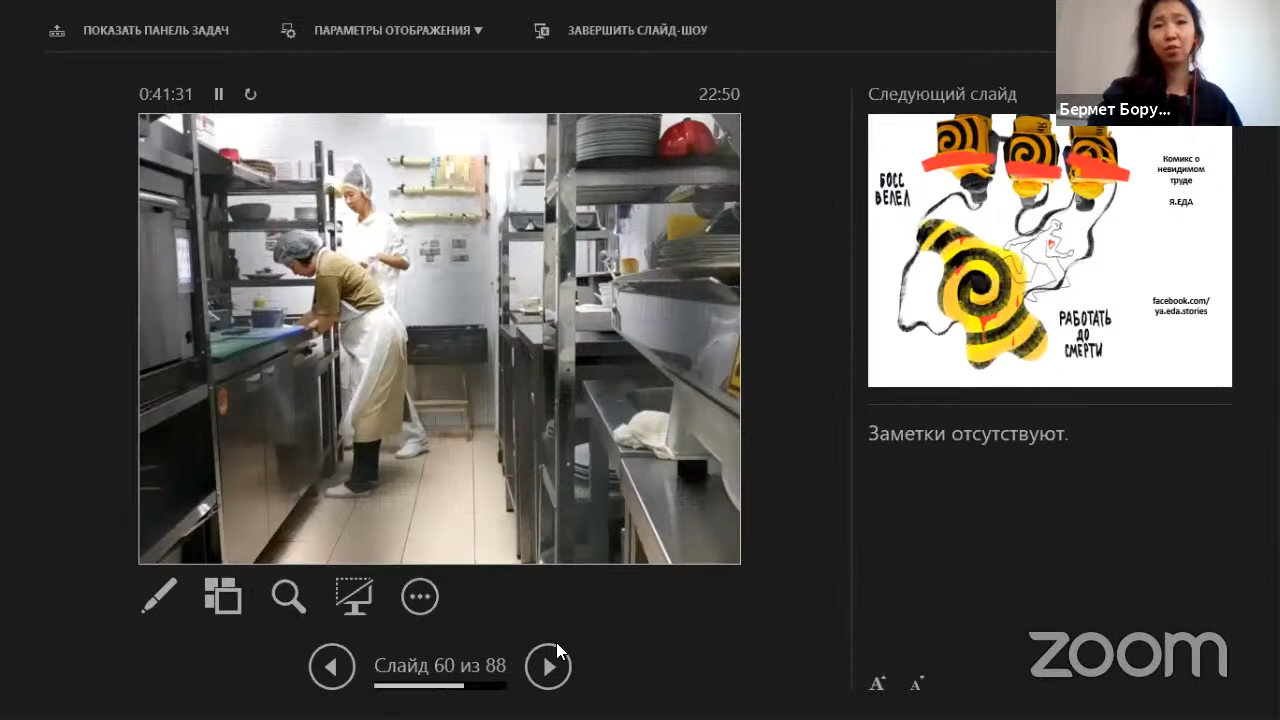 ПОКАЗАТЬ ПАНЕЛЬ ЗАДАЧ
ПАРАМЕТРЫ ОТОБРАЖЕНИЯ ▼
ЗАВЕРШИТЬ СЛАЙД-ШОУ
0:41:31
22:50
Следующий слайд
Бермет Бору...
БОСС
ВЕЛЕЛ
Комикс о
невидимом
труде
Я.ЕДА
facebook.com/
ya.eda.stories
РАБОТАТЬ
ДО
СМЕРТИ
Заметки отсутствуют.
Слайд 60 из 88
zoom
A
A